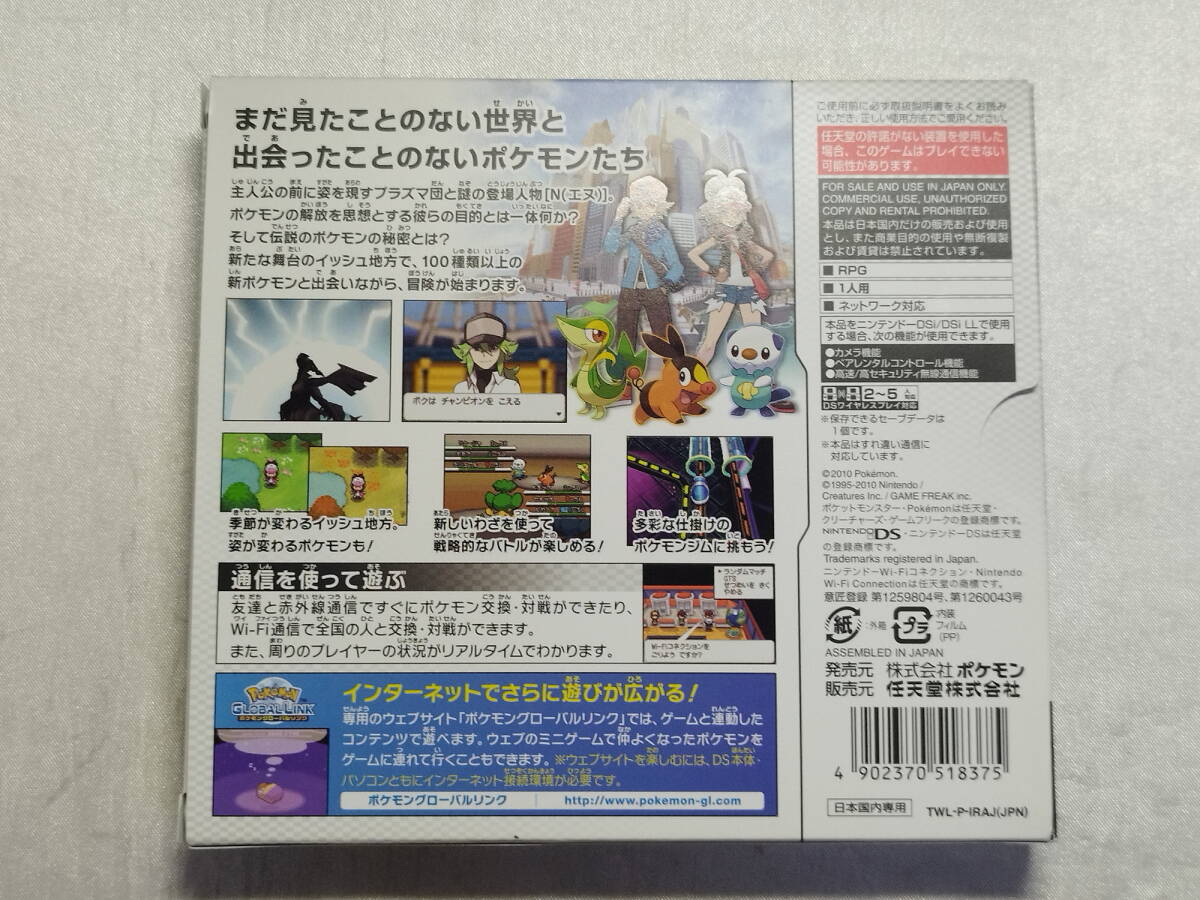 まだ見たことのない世界と
出会ったことのないポケモンたち
主人公の前に姿を現すプラズマ団と謎の登場人物[N(エヌ)]。
ポケモンの解放を思想とする彼らの目的とは一体何か?
そして伝説のポケモンの秘密とは?
新たな舞台のイッシュ地方で、100種類以上の
新ポケモンと出会いながら、冒険が始まります。
ボクは チャンピオンを こえる
季節が変わるイッシュ地方。
姿が変わるポケモンも!
新しいわざを使って
戦略的なバトルが楽しめる!
多彩な仕掛けの
ポケモンジムに挑もう!
通信を使って遊ぶ
友達と赤外線通信ですぐにポケモン交換・対戦ができたり、
Wi-Fi通信で全国の人と交換・対戦ができます。
また、周りのプレイヤーの状況がリアルタイムでわかります。
ランダムマッチ
GTS
せつめいを きく
やめる
Wi-Fiコネクションを
ごりよう ですか?
POKéMON
GLOBAL LINK
ポケモングローバルリンク
インターネットでさらに遊びが広がる!
専用のウェブサイト「ポケモングローバルリンク」では、ゲームと連動した
コンテンツで遊べます。ウェブのミニゲームで仲よくなったポケモンを
ゲームに連れて行くこともできます。※ウェブサイトを楽しむには、DS本体・
パソコンともにインターネット接続環境が必要です。
ポケモングローバルリンク http://www.pokemon-gl.com
ご使用前に必ず取扱説明書をよくお読み
いただき、正しい使用方法でご使用ください。
任天堂の許諾がない装置を使用した
場合、このゲームはプレイできない
可能性があります。
FOR SALE AND USE IN JAPAN ONLY.
COMMERCIAL USE, UNAUTHORIZED
COPY AND RENTAL PROHIBITED.
本品は日本国内だけの販売および使用
とし、また商業目的の使用や無断複製
および賃貸は禁止されています。
■ RPG
■ 1人用
■ ネットワーク対応
本品をニンテンドーDSi/DSi LLで使用
する場合、次の機能が使用できます。
●カメラ機能
●ペアレンタルコントロール機能
●高速/高セキュリティ無線通信機能
2~5人対応
DSワイヤレスプレイ対応
※保存できるセーブデータは
1個です。
※本品はすれ違い通信に
対応しています。
©2010 Pokémon.
©1995-2010 Nintendo /
Creatures Inc. / GAME FREAK inc.
ポケットモンスター・Pokémonは任天堂・
クリーチャーズ・ゲームフリークの登録商標です。
NINTENDO DS・ニンテンドーDSは任天堂
の登録商標です。
Trademarks registered in Japan.
ニンテンドーWi-Fiコネクション・Nintendo
Wi-Fi Connectionは任天堂の商標です。
意匠登録 第1259804号、第1260043号
紙 :外箱 プラ 内装
フィルム
(PP)
ASSEMBLED IN JAPAN
発売元 株式会社 ポケモン
販売元 任天堂株式会社
4 902370 518375
日本国内専用 TWL-P-IRAJ(JPN)